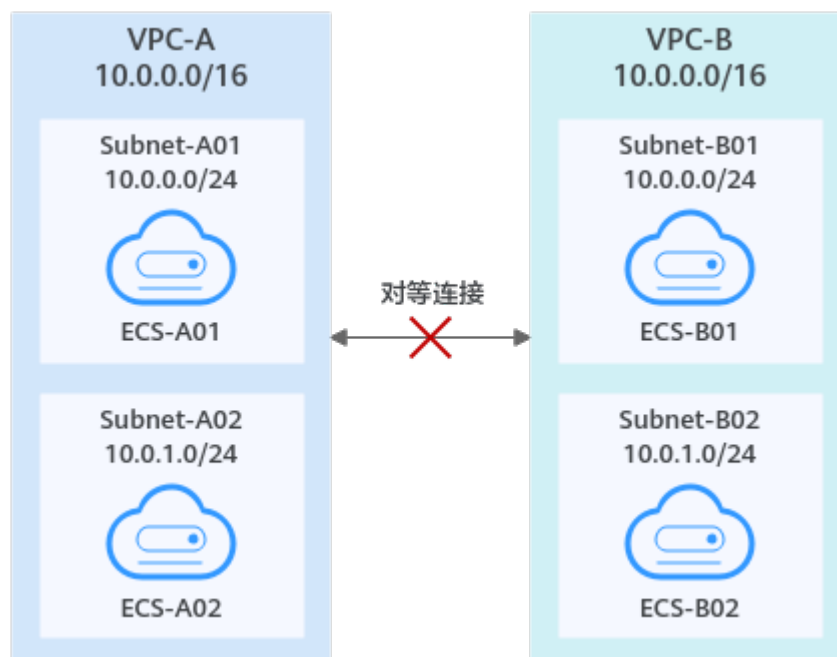 VPC-A
10.0.0.0/16
Subnet-A01
10.0.0.0/24
ECS-A01
Subnet-A02
10.0.1.0/24
ECS-A02
对等连接
VPC-B
10.0.0.0/16
Subnet-B01
10.0.0.0/24
ECS-B01
Subnet-B02
10.0.1.0/24
ECS-B02